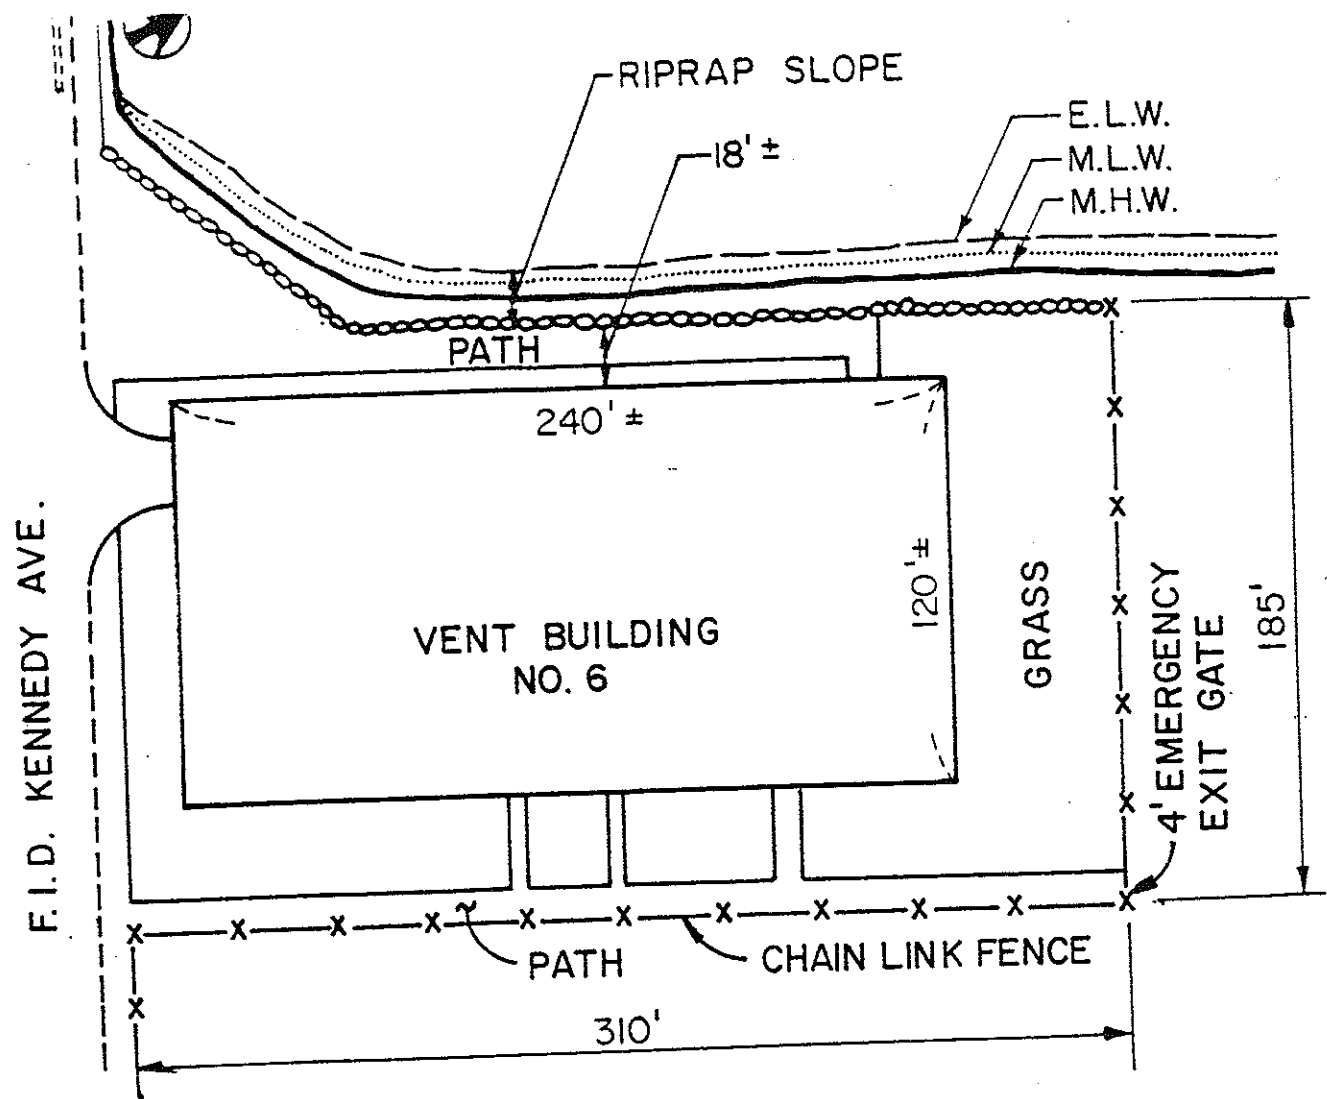 RIPRAP SLOPE
18' ±
E.L.W.
M.L.W.
M.H.W.
PATH
240' ±
120' ±
VENT BUILDING
NO. 6
GRASS
4' EMERGENCY
EXIT GATE
185'
F.I.D. KENNEDY AVE.
PATH
CHAIN LINK FENCE
310'